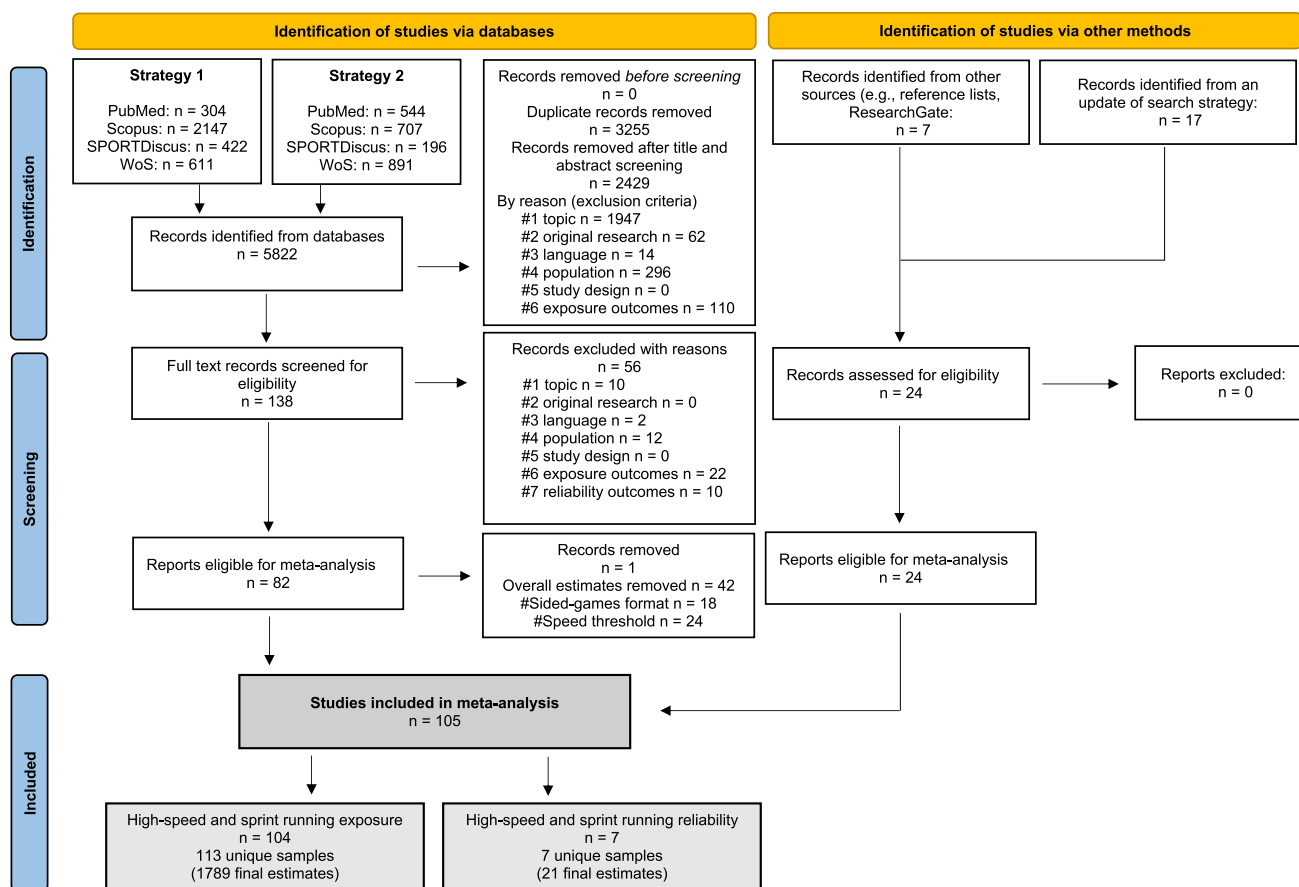 Identification of studies via databases
Identification of studies via other methods
Identification
Strategy 1
PubMed: n = 304
Scopus: n = 2147
SPORTDiscus: n = 422
WoS: n = 611
Strategy 2
PubMed: n = 544
Scopus: n = 707
SPORTDiscus: n = 196
WoS: n = 891
Records removed before screening
n = 0
Duplicate records removed
n = 3255
Records removed after title and
abstract screening
n = 2429
By reason (exclusion criteria)
#1 topic n = 1947
#2 original research n = 62
#3 language n = 14
#4 population n = 296
#5 study design n = 0
#6 exposure outcomes n = 110
Records identified from other
sources (e.g., reference lists,
ResearchGate:
n = 7
Records identified from an
update of search strategy:
n = 17
Records identified from databases
n = 5822
Screening
Full text records screened for
eligibility
n = 138
Records excluded with reasons
n = 56
#1 topic n = 10
#2 original research n = 0
#3 language n = 2
#4 population n = 12
#5 study design n = 0
#6 exposure outcomes n = 22
#7 reliability outcomes n = 10
Records assessed for eligibility
n = 24
Reports excluded:
n = 0
Reports eligible for meta-analysis
n = 82
Records removed
n = 1
Overall estimates removed n = 42
#Sided-games format n = 18
#Speed threshold n = 24
Reports eligible for meta-analysis
n = 24
Included
Studies included in meta-analysis
n = 105
High-speed and sprint running exposure
n = 104
113 unique samples
(1789 final estimates)
High-speed and sprint running reliability
n = 7
7 unique samples
(21 final estimates)